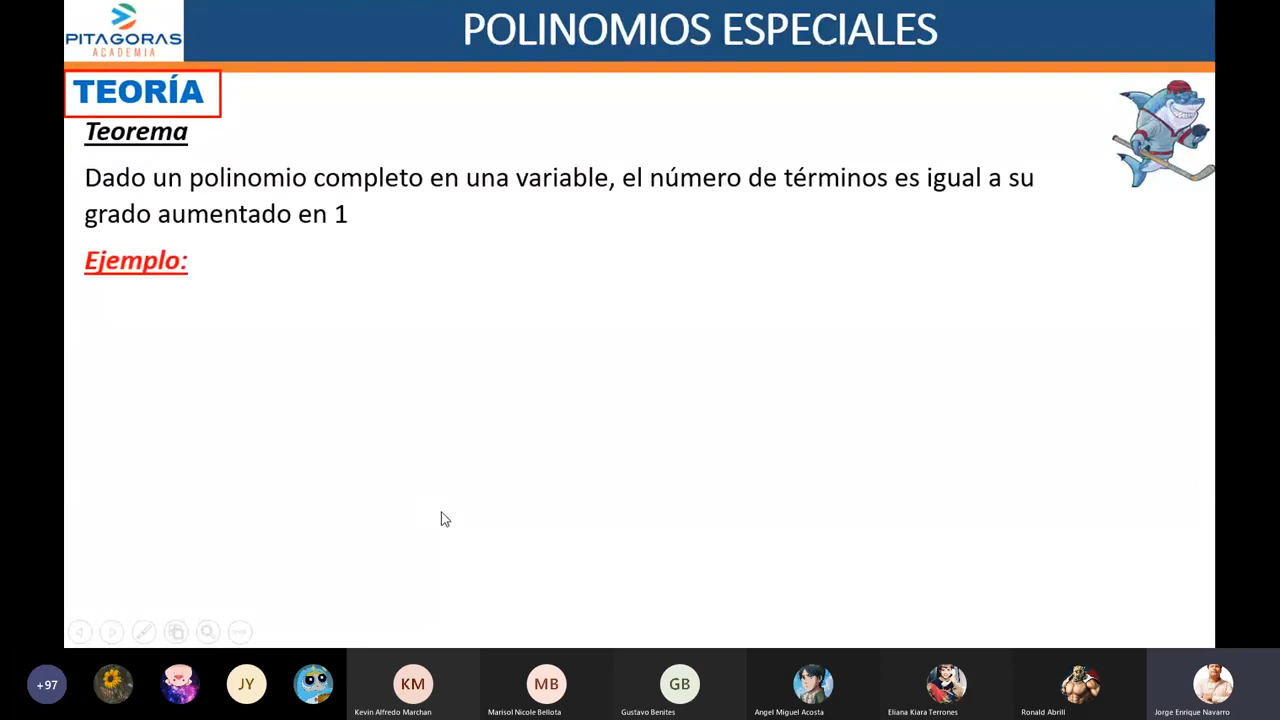 PITAGORAS
ACADEMIA
POLINOMIOS ESPECIALES
TEORÍA
Teorema
Dado un polinomio completo en una variable, el número de términos es igual a su
grado aumentado en 1
Ejemplo:
+97
JY
KM
MB
GB
Kevin Alfredo Marchan
Marisol Nicole Bellota
Gustavo Benites
Angel Miguel Acosta
Eliana Kiara Terrones
Ronald Abrill
Jorge Enrique Navarro